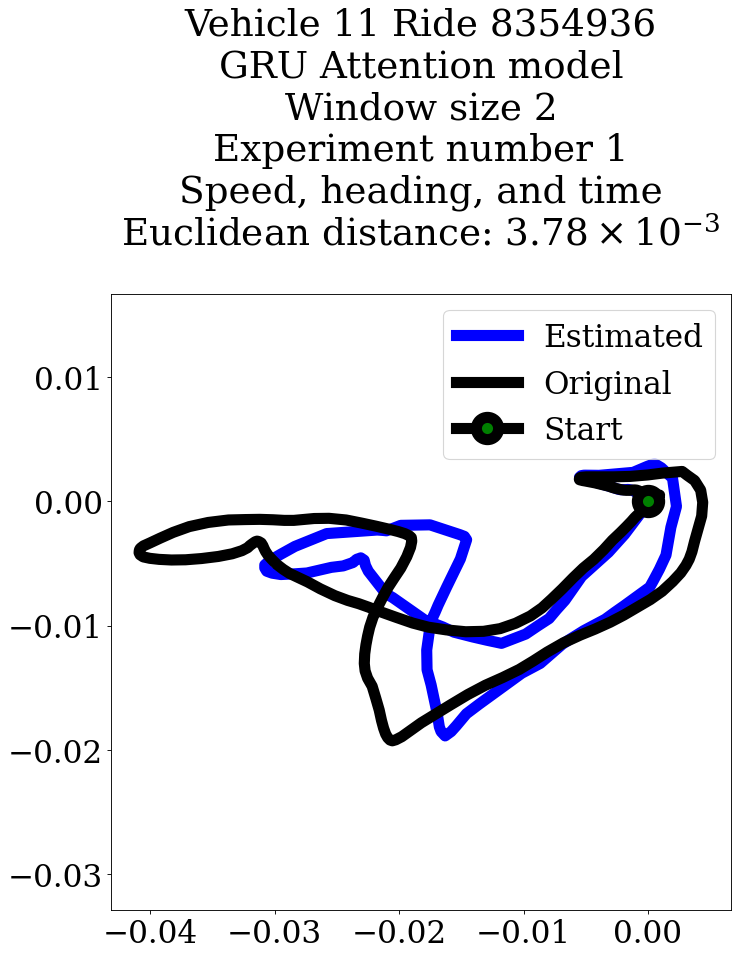 Vehicle 11 Ride 8354936
GRU Attention model
Window size 2
Experiment number 1
Speed, heading, and time
Euclidean distance: 3.78 × 10⁻³
Estimated
Original
Start
0.01
0.00
−0.01
−0.02
−0.03
−0.04 −0.03 −0.02 −0.01 0.00